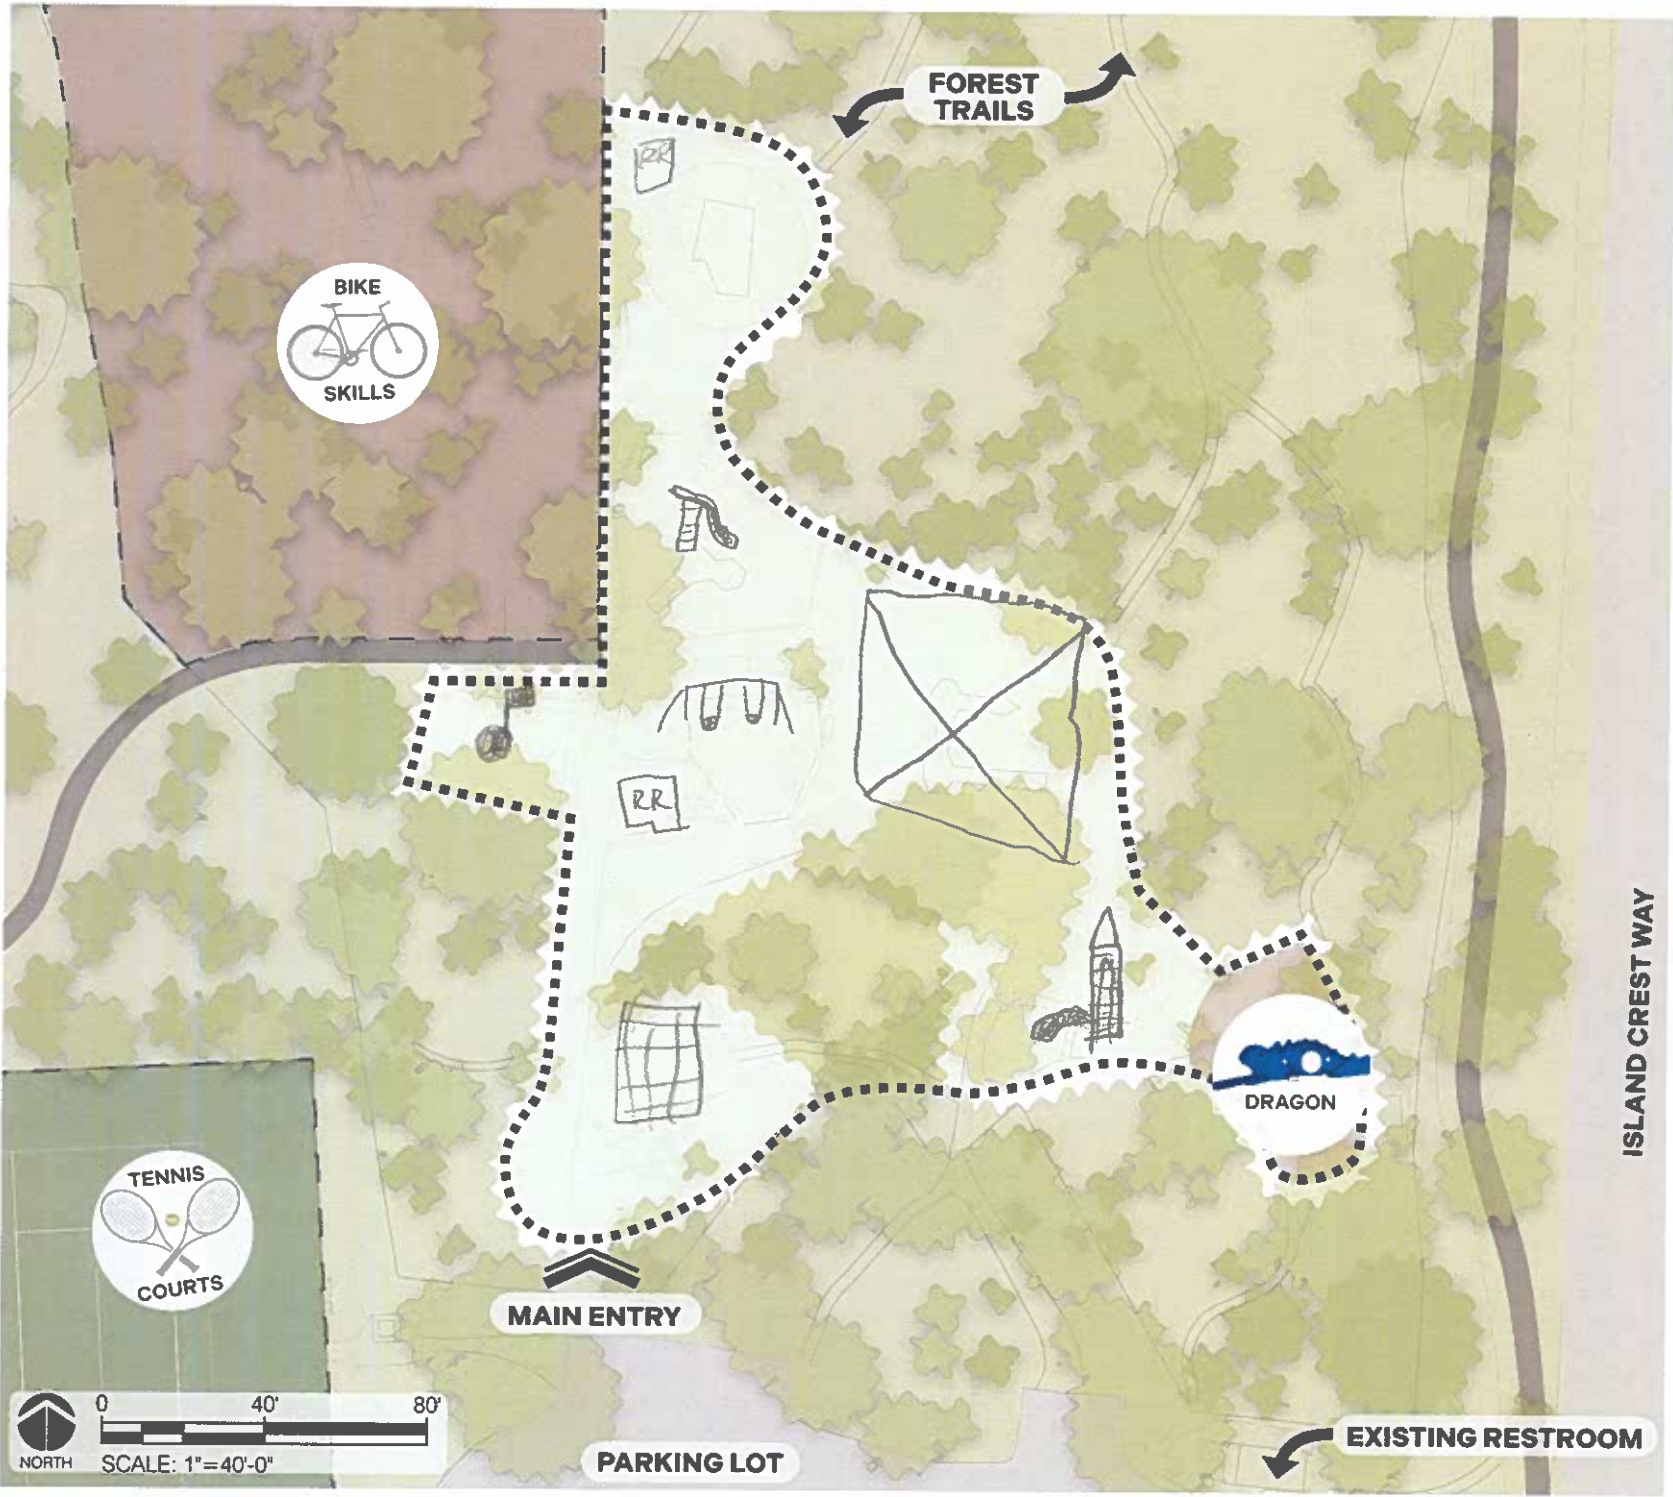 FOREST
TRAILS
RR
BIKE
SKILLS
RR
ISLAND CREST WAY
DRAGON
TENNIS
COURTS
MAIN ENTRY
0 40' 80'
NORTH
SCALE: 1"=40'-0"
PARKING LOT
EXISTING RESTROOM